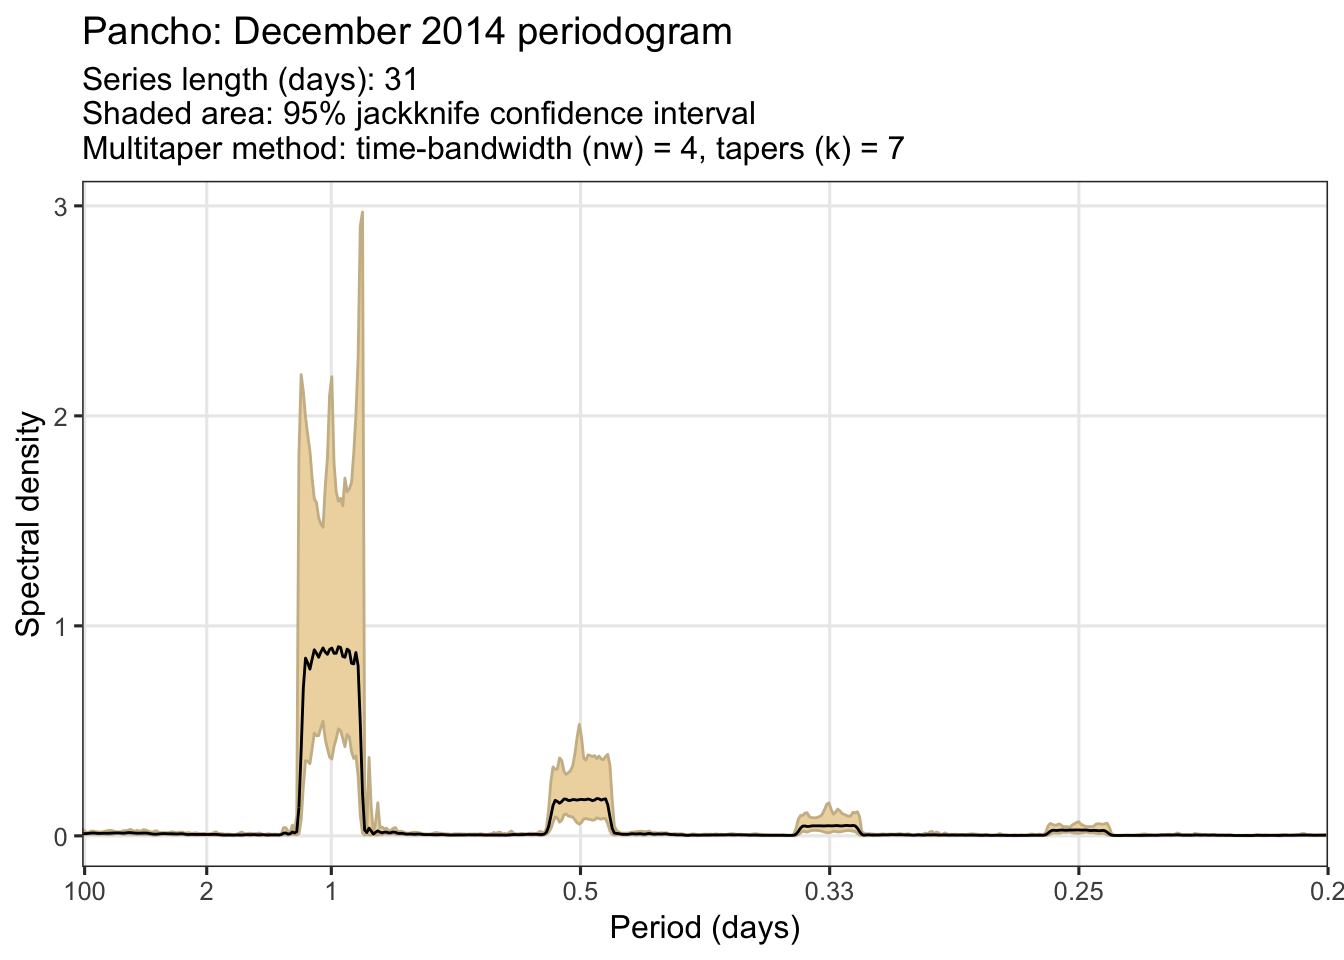 Pancho: December 2014 periodogram
Series length (days): 31
Shaded area: 95% jackknife confidence interval
Multitaper method: time-bandwidth (nw) = 4, tapers (k) = 7
3
2
1
0
Spectral density
100 2 1 0.5 0.33 0.25 0.2
Period (days)